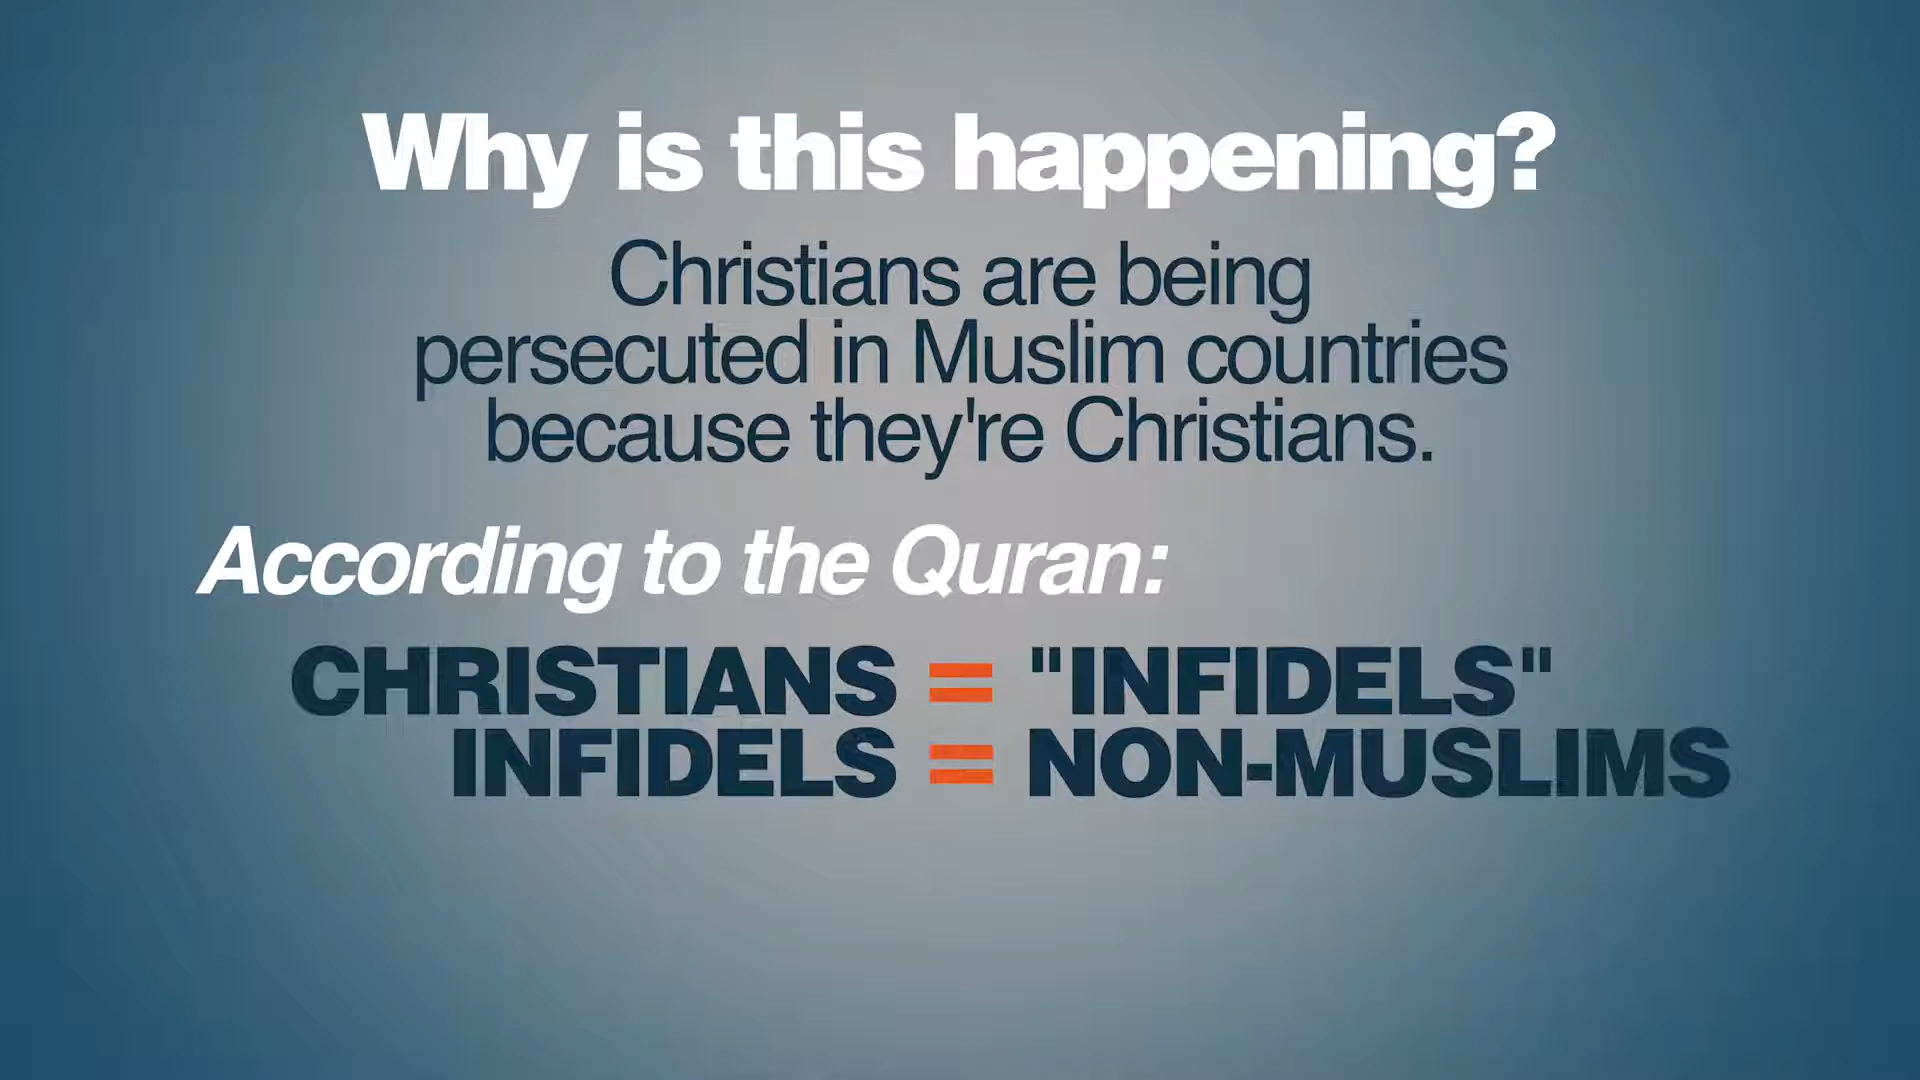 Why is this happening?
Christians are being
persecuted in Muslim countries
because they're Christians.
According to the Quran:
CHRISTIANS = "INFIDELS"
INFIDELS = NON-MUSLIMS